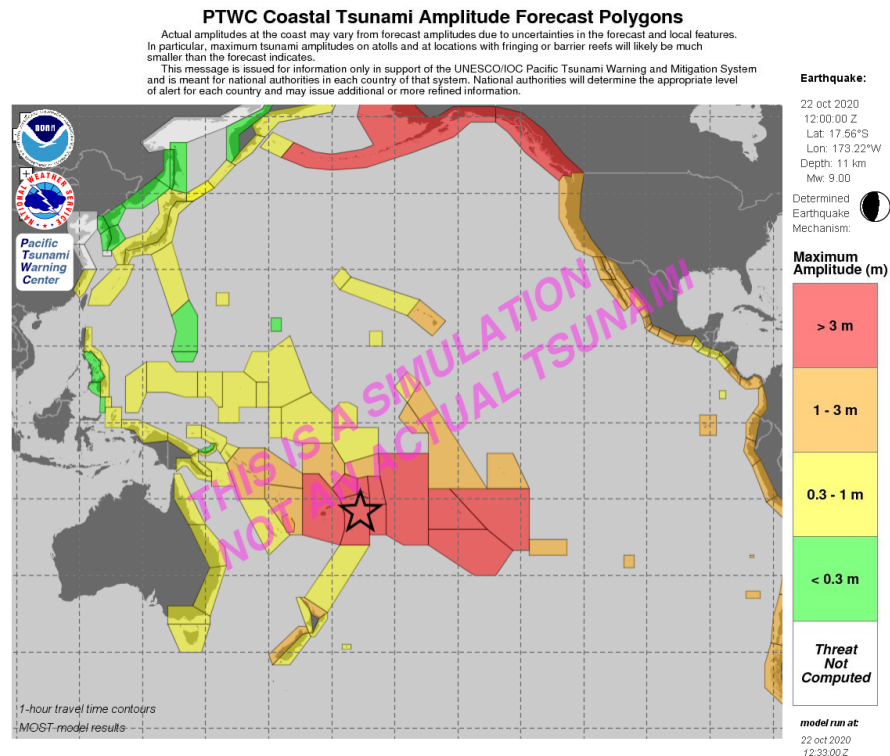 PTWC Coastal Tsunami Amplitude Forecast Polygons
Actual amplitudes at the coast may vary from forecast amplitudes due to uncertainties in the forecast and local features.
In particular, maximum tsunami amplitudes on atolls and at locations with fringing or barrier reefs will likely be much
smaller than the forecast indicates.
This message is issued for information only in support of the UNESCO/IOC Pacific Tsunami Warning and Mitigation System
and is meant for national authorities in each country of that system. National authorities will determine the appropriate level
of alert for each country and may issue additional or more refined information.
Earthquake:
22 oct 2020
12:00:00 Z
Lat: 17.56°S
Lon: 173.22°W
Depth: 11 km
Mw: 9.00
Determined
Earthquake
Mechanism:
NOAA
NATIONAL WEATHER SERVICE
Pacific
Tsunami
Warning
Center
THIS IS A SIMULATION
NOT AN ACTUAL TSUNAMI
Maximum
Amplitude (m)
> 3 m
1 - 3 m
0.3 - 1 m
< 0.3 m
Threat
Not
Computed
1-hour travel time contours
MOST model results
model run at:
22 oct 2020
12:33:00 Z